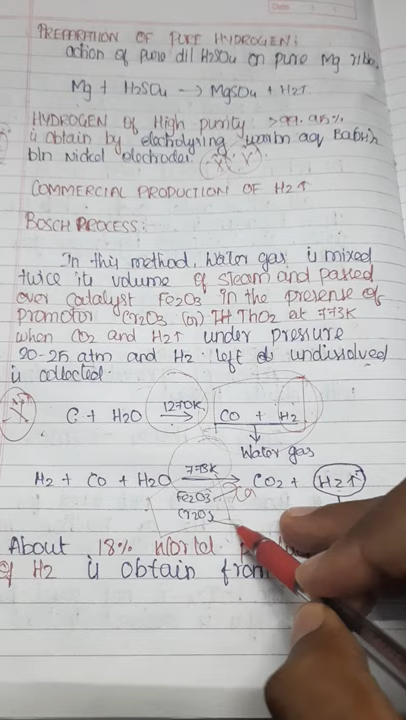 PREPARATION OF PURE HYDROGEN:
action of pure dil H2SO4 on pure Mg ribb
Mg + H2SO4 -> MgSO4 + H2↑
HYDROGEN OF High purity >99.95%
is obtain by electrolysing warm aq Ba(OH)2
b/n Nickel electrodes
COMMERCIAL PRODUCTION OF H2↑
BOSCH PROCESS:
In this method, Water gas is mixed
twice its volume of steam and passed
over Catalyst Fe2O3 in the presense of
promotor Cr2O3 (or) ThO2 at 773K
when CO2 and H2↑ under pressure
20-25 atm and H2 left undissolved
is collected
C + H2O 1270K → CO + H2
Water gas
H2 + CO + H2O 773K → CO2 + H2↑
Fe2O3
Cr2O3
About 18% World
of H2 is obtain from